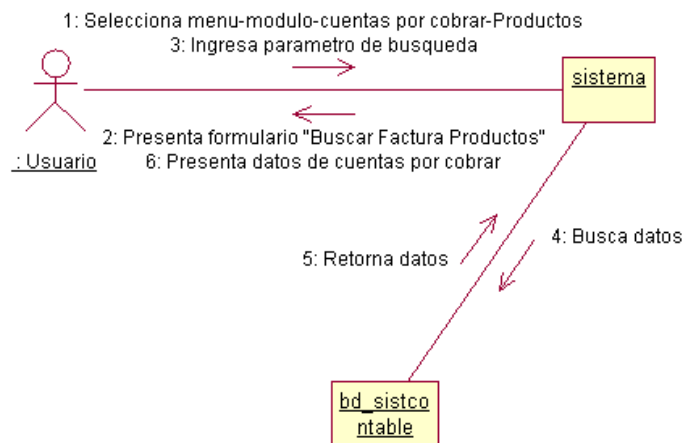 1: Selecciona menu-modulo-cuentas por cobrar-Productos
3: Ingresa parametro de busqueda
sistema
2: Presenta formulario "Buscar Factura Productos"
: Usuario
6: Presenta datos de cuentas por cobrar
4: Busca datos
5: Retorna datos
bd_sistco
ntable